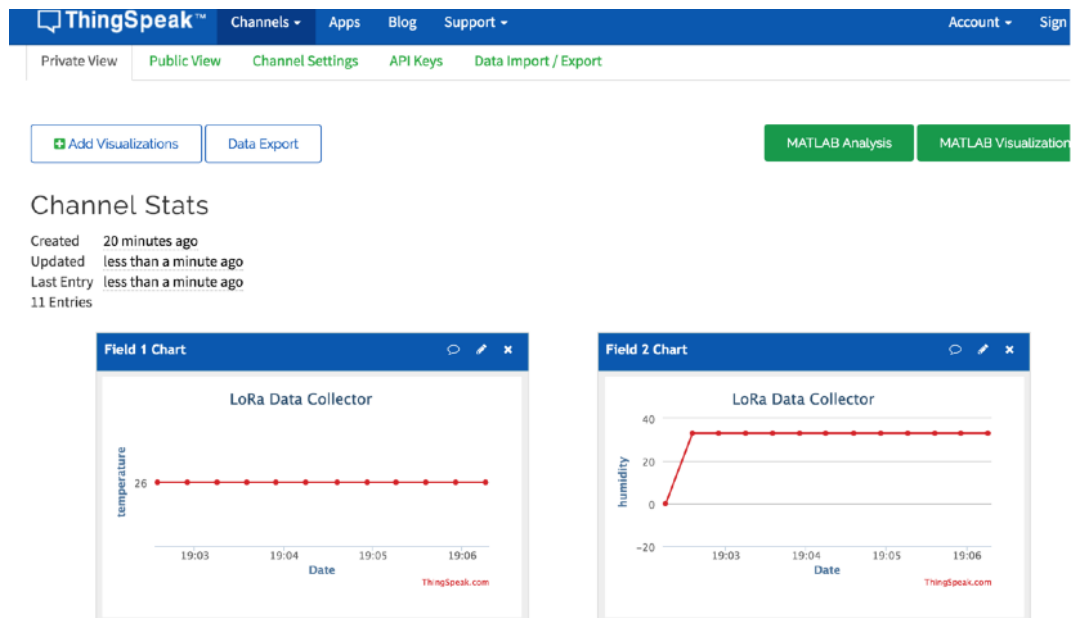 ThingSpeak™ Channels Apps Blog Support Account Sign
Private View Public View Channel Settings API Keys Data Import / Export
Add Visualizations Data Export MATLAB Analysis MATLAB Visualization
Channel Stats
Created 20 minutes ago
Updated less than a minute ago
Last Entry less than a minute ago
11 Entries
Field 1 Chart
LoRa Data Collector
temperature
26
19:03 19:04 19:05 19:06
Date
ThingSpeak.com
Field 2 Chart
LoRa Data Collector
humidity
40
20
0
-20
19:03 19:04 19:05 19:06
Date
ThingSpeak.com